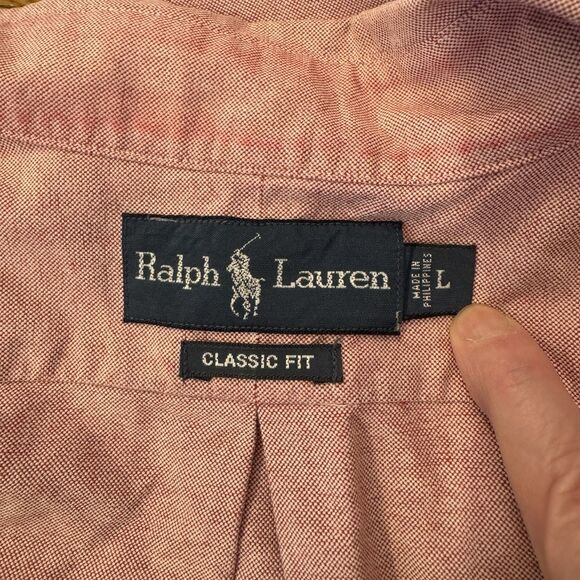 Ralph Lauren
MADE IN
PHILIPPINES
L
CLASSIC FIT